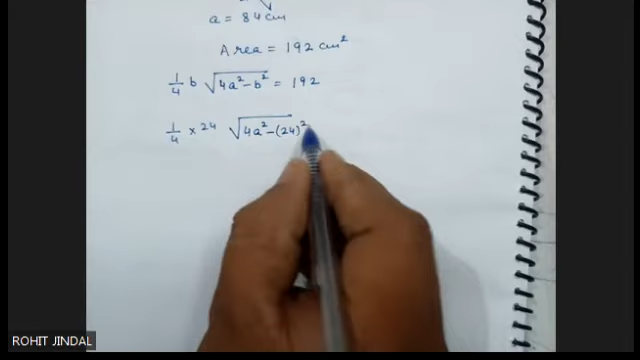 a = 84 cm
Area = 192 cm²
1/4 b √(4a² - b²) = 192
1/4 × 24 √(4a² - (24)²
ROHIT JINDAL